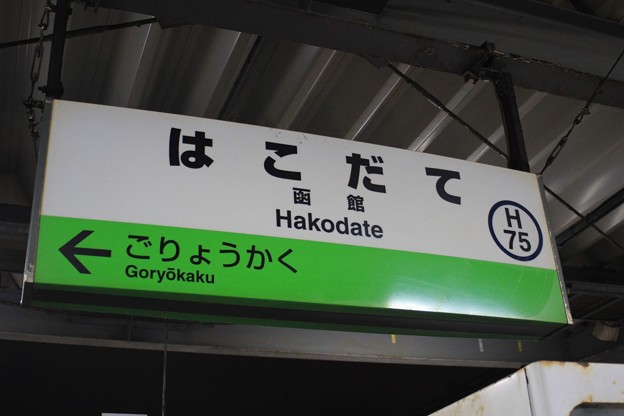 はこだて
函館
Hakodate
H
75
← ごりょうかく
Goryōkaku